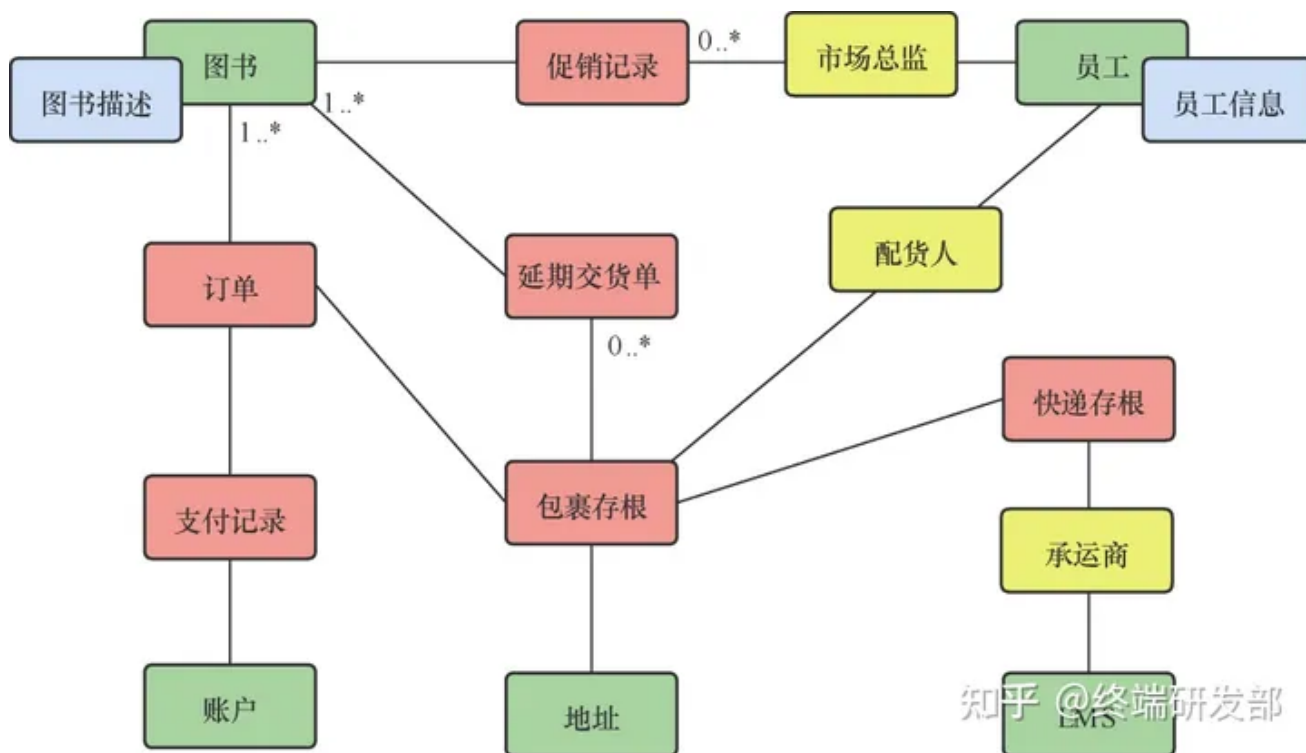 图书
图书描述
促销记录
0..*
市场总监
员工
员工信息
1..*
1..*
订单
延期交货单
0..*
配货人
快递存根
支付记录
包裹存根
承运商
账户
地址
LMS
知乎 @终端研发部